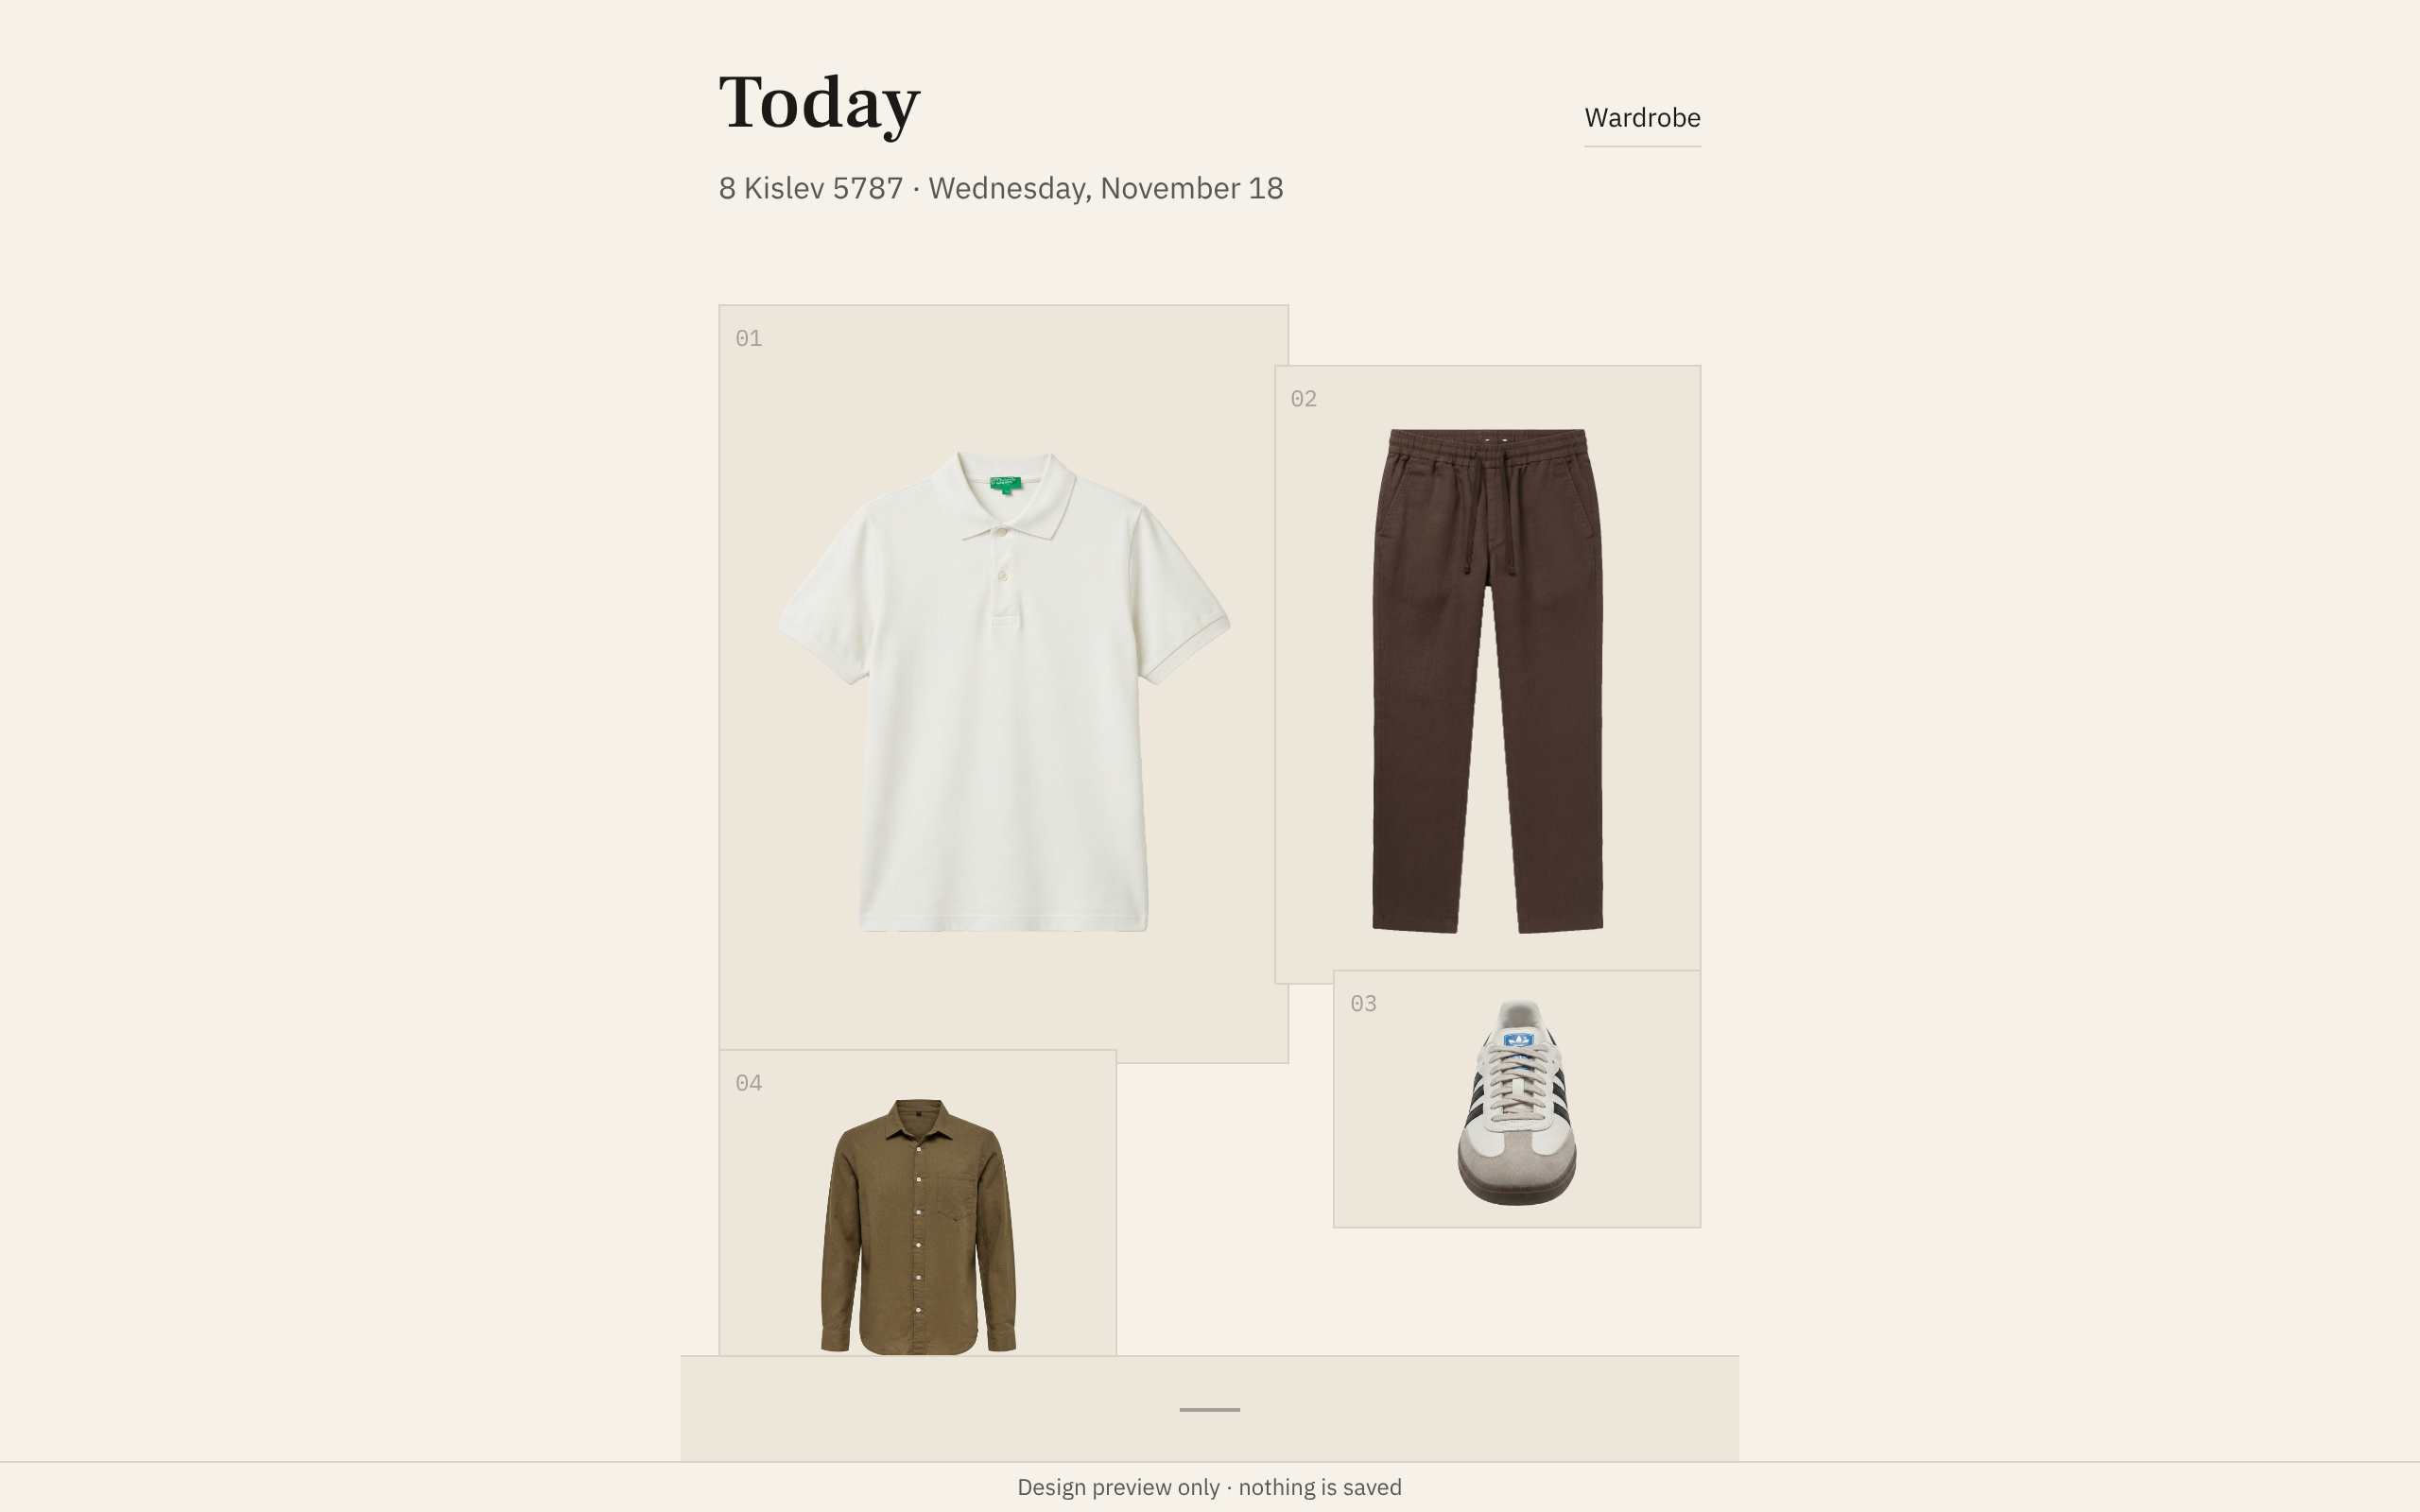 Today
Wardrobe
8 Kislev 5787 · Wednesday, November 18
01
02
03
04
Design preview only · nothing is saved